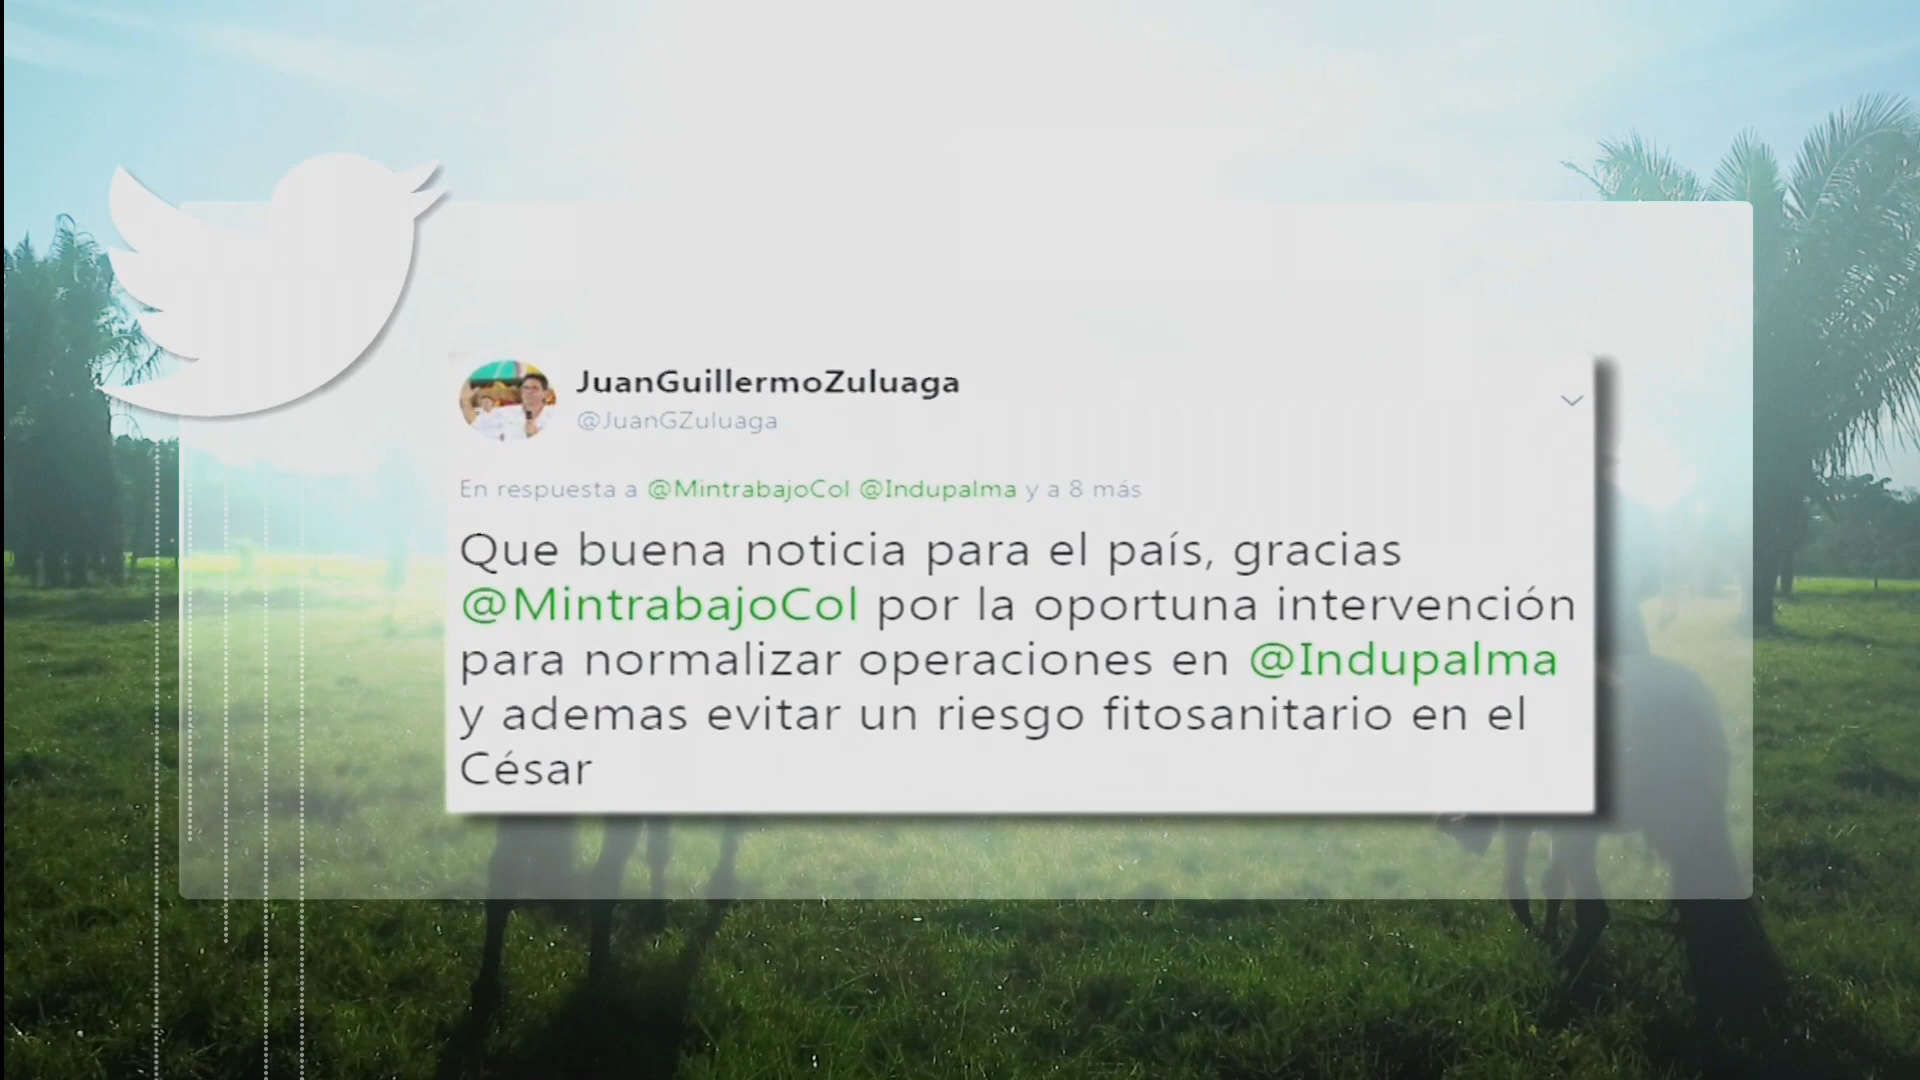 JuanGuillermoZuluaga
@JuanGZuluaga
En respuesta a @MintrabajoCol @Indupalma y a 8 más
Que buena noticia para el país, gracias
@MintrabajoCol por la oportuna intervención
para normalizar operaciones en @Indupalma
y ademas evitar un riesgo fitosanitario en el
César